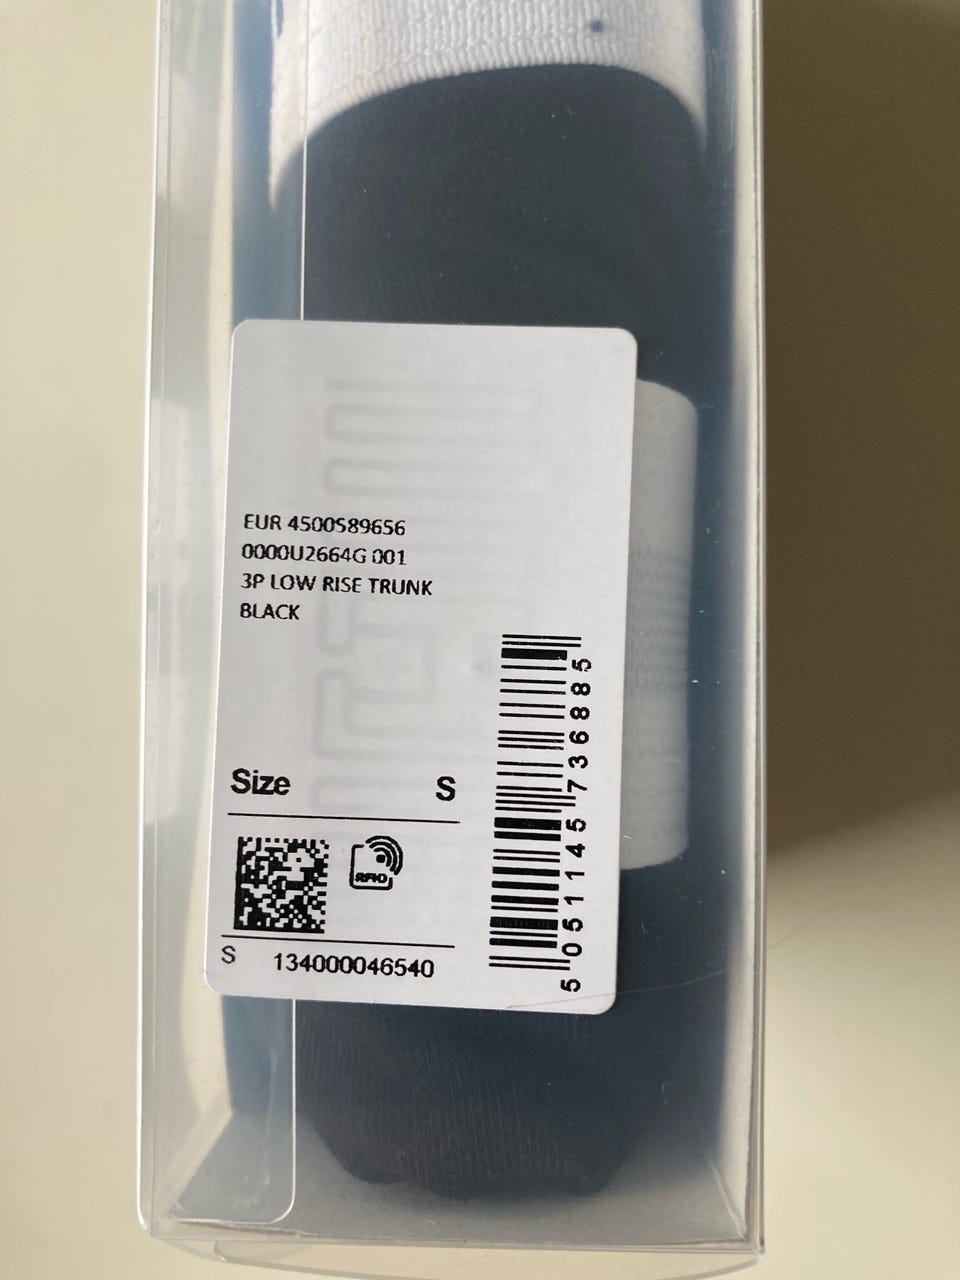 EUR 4500589656
0000U2664G 001
3P LOW RISE TRUNK
BLACK
Size S
RFID
S 134000046540
5 051145 736885